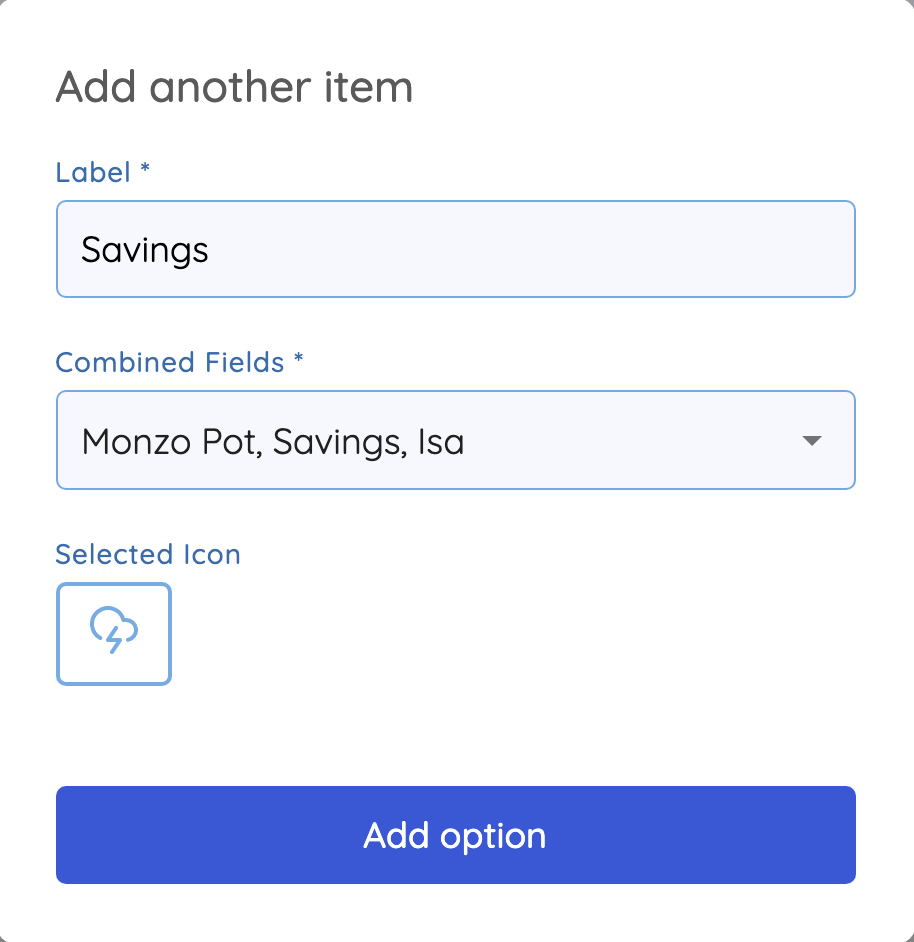 Add another item
Label *
Savings
Combined Fields *
Monzo Pot, Savings, Isa
Selected Icon
Add option